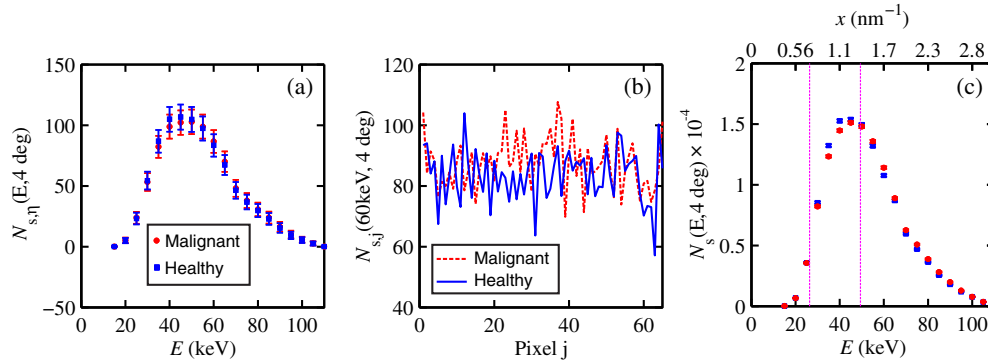 (a)
N_{s,η}(E,4 deg)
150
100
50
0
−50
Malignant
Healthy
0 20 40 60 80 100
E (keV)
(b)
N_{s,j}(60keV, 4 deg)
120
100
80
60
40
Malignant
Healthy
0 20 40 60
Pixel j
x (nm⁻¹)
0 0.56 1.1 1.7 2.3 2.8
(c)
N_s(E,4 deg) × 10⁻⁴
2
1.5
1
0.5
0
0 20 40 60 80 100
E (keV)